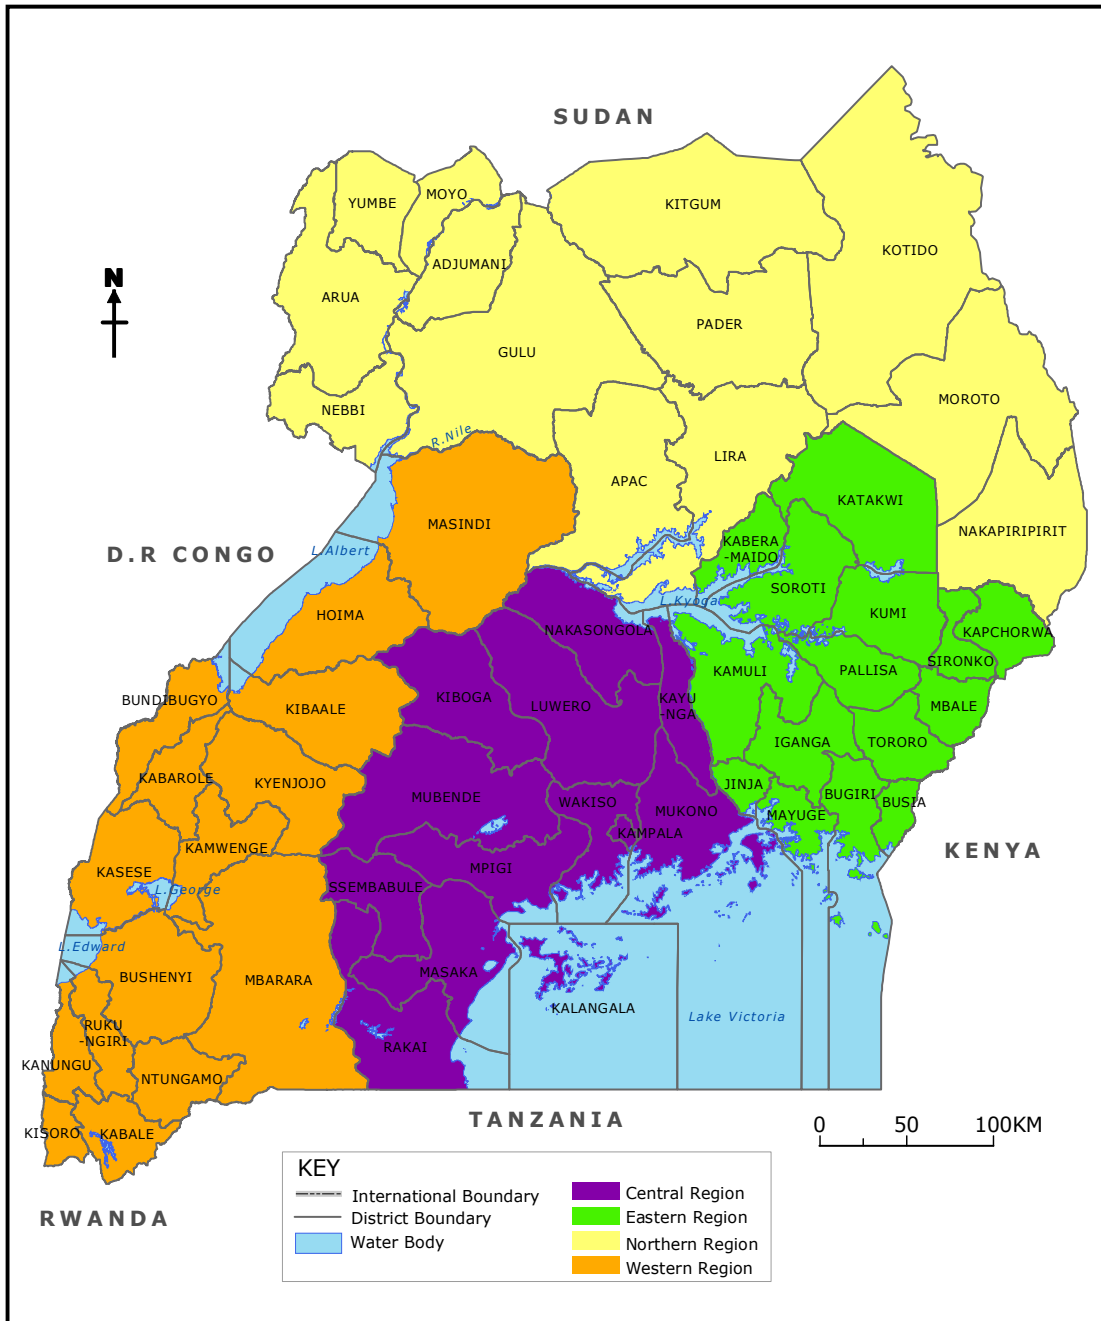 SUDAN
YUMBE
MOYO
KITGUM
KOTIDO
ADJUMANI
N
ARUA
PADER
GULU
MOROTO
NEBBI
R.Nile
LIRA
APAC
KATAKWI
MASINDI
NAKAPIRIPIRIT
KABERA
-MAIDO
D.R CONGO
L.Albert
SOROTI
L.Kyoga
KUMI
HOIMA
NAKASONGOLA
KAPCHORWA
SIRONKO
KAMULI
PALLISA
BUNDIBUGYO
KIBAALE
KIBOGA
LUWERO
KAYU
-NGA
MBALE
IGANGA
TORORO
KABAROLE
KYENJOJO
JINJA
BUGIRI
MUBENDE
WAKISO
MUKONO
MAYUGE
BUSIA
KAMPALA
KAMWENGE
KENYA
KASESE
MPIGI
L.George
SSEMBABULE
L.Edward
BUSHENYI
MBARARA
MASAKA
KALANGALA
Lake Victoria
RUKU
-NGIRI
RAKAI
KANUNGU
NTUNGAMO
TANZANIA
KISORO
KABALE
0 50 100KM
RWANDA
KEY
International Boundary
District Boundary
Water Body
Central Region
Eastern Region
Northern Region
Western Region